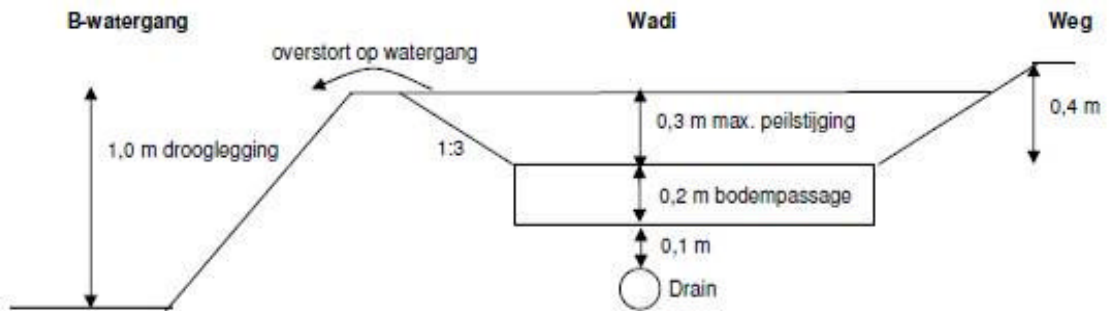 B-watergang
Wadi
Weg
overstort op watergang
1,0 m drooglegging
1:3
0,3 m max. peilstijging
0,4 m
0,2 m bodempassage
0,1 m
Drain